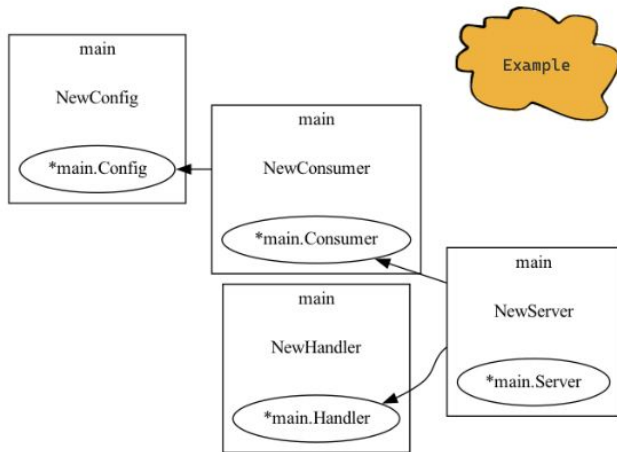 main
NewConfig
*main.Config
Example
main
NewConsumer
*main.Consumer
main
NewServer
*main.Server
main
NewHandler
*main.Handler